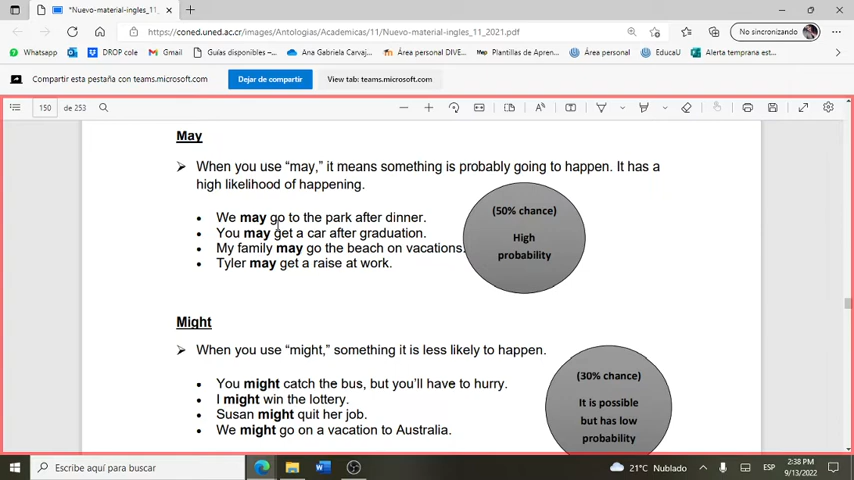 *Nuevo-material-ingles_11_2021.p
https://coned.uned.ac.cr/images/Antologias/Academicas/11/Nuevo-material-ingles_11_2021.pdf
No sincronizando
Whatsapp
DROP cole
Gmail
Guías disponibles –...
Ana Gabriela Carvaj...
Área personal DIVE...
Plantillas de Apren...
Área personal
EducaU
Alerta temprana est...
Compartir esta pestaña con teams.microsoft.com
Dejar de compartir
View tab: teams.microsoft.com
150 de 253
May
When you use “may,” it means something is probably going to happen. It has a
high likelihood of happening.
We may go to the park after dinner.
You may get a car after graduation.
My family may go the beach on vacations.
Tyler may get a raise at work.
(50% chance)
High
probability
Might
When you use “might,” something it is less likely to happen.
You might catch the bus, but you’ll have to hurry.
I might win the lottery.
Susan might quit her job.
We might go on a vacation to Australia.
(30% chance)
It is possible
but has low
probability
Escribe aquí para buscar
21°C Nublado
ESP
2:38 PM
9/13/2022